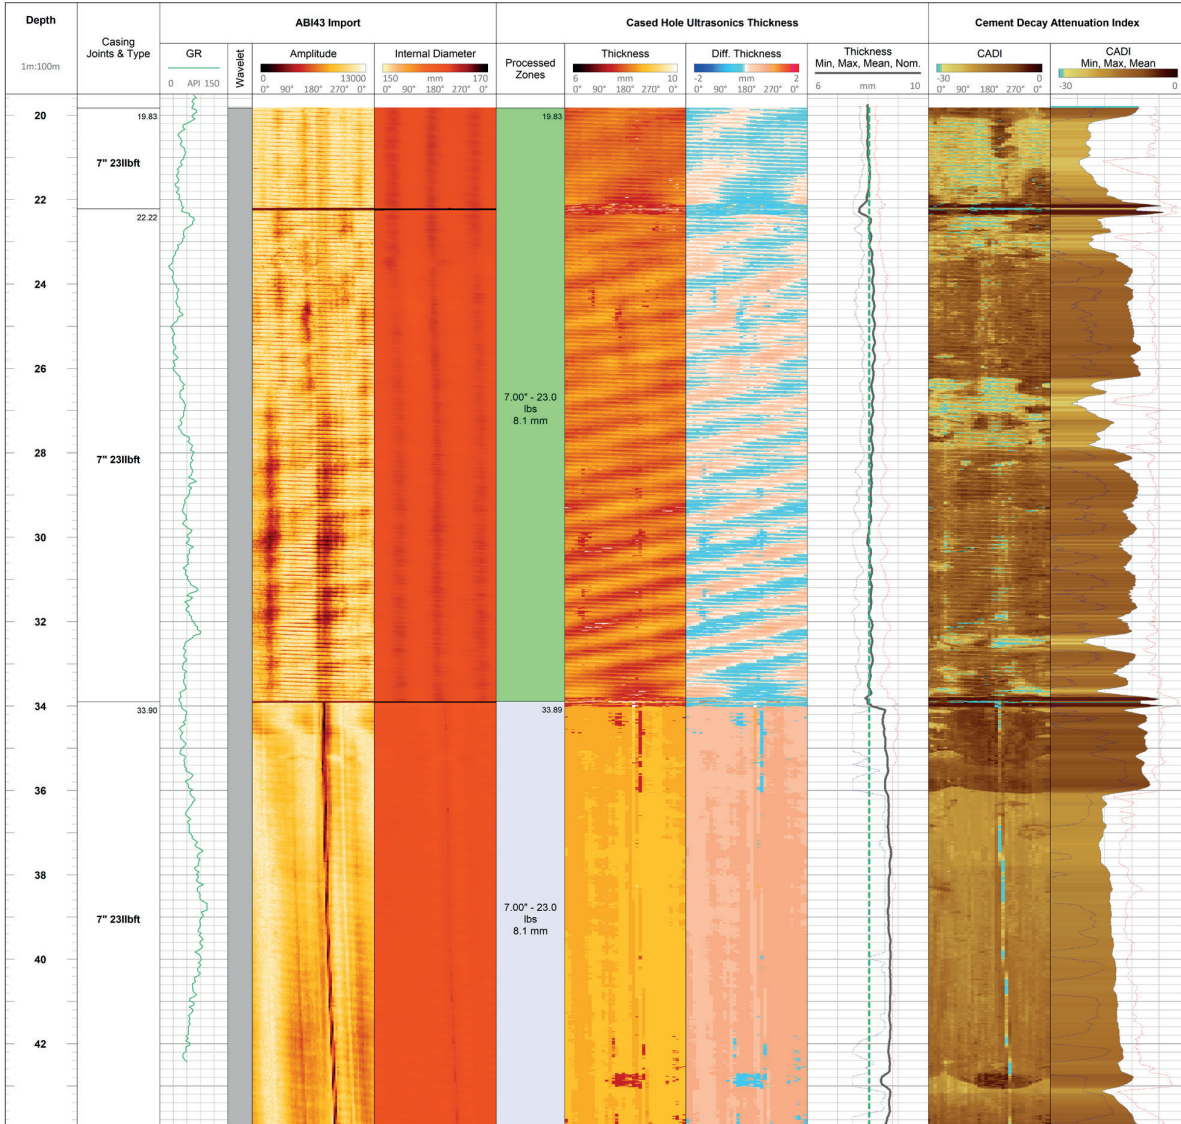 Depth
ABI43 Import
Cased Hole Ultrasonics Thickness
Cement Decay Attenuation Index
Casing
Joints & Type
GR
Wavelet
Amplitude
Internal Diameter
Processed
Zones
Thickness
Diff. Thickness
Thickness
Min, Max, Mean, Nom.
CADI
CADI
Min, Max, Mean
1m:100m
0 API 150
0 13000
150 mm 170
6 mm 10
-2 mm 2
6 mm 10
-30 0
-30 0
0° 90° 180° 270° 0°
0° 90° 180° 270° 0°
0° 90° 180° 270° 0°
0° 90° 180° 270° 0°
0° 90° 180° 270° 0°
20
19.83
19.83
7" 23llbft
22
22.22
24
26
7.00" - 23.0
lbs
8.1 mm
28
7" 23llbft
30
32
34
33.90
33.89
36
38
7" 23llbft
7.00" - 23.0
lbs
8.1 mm
40
42